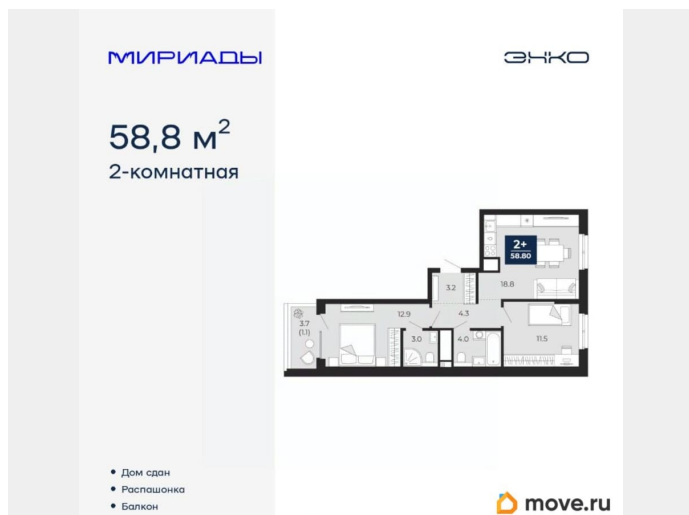 МИРИАДЫ
ЭНКО
58,8 м²
2-комнатная
2+
58.80
18.8
3.2
12.9
4.3
3.7
(1.1)
3.0
4.0
11.5
• Дом сдан
• Распашонка
• Балкон
move.ru